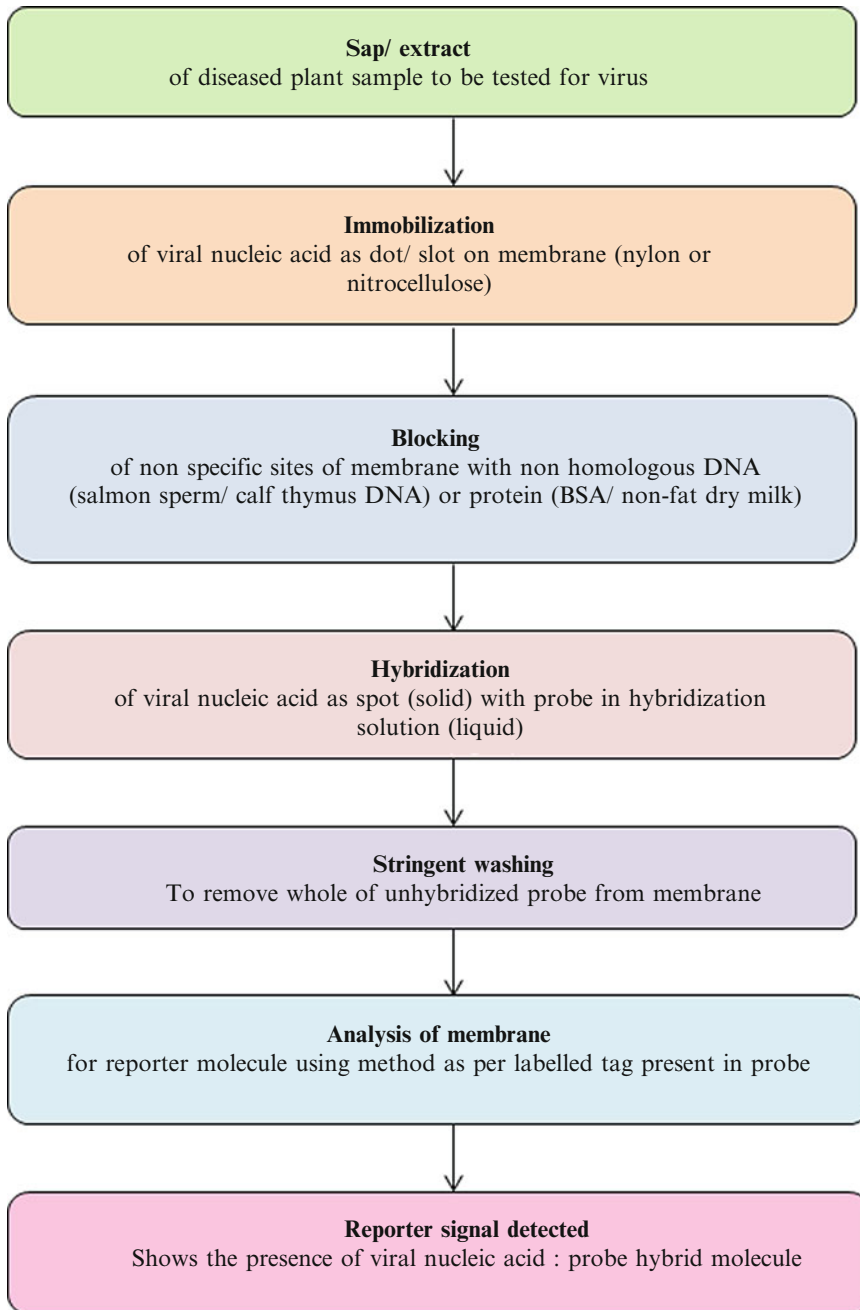 Sap/ extract
of diseased plant sample to be tested for virus
Immobilization
of viral nucleic acid as dot/ slot on membrane (nylon or
nitrocellulose)
Blocking
of non specific sites of membrane with non homologous DNA
(salmon sperm/ calf thymus DNA) or protein (BSA/ non-fat dry milk)
Hybridization
of viral nucleic acid as spot (solid) with probe in hybridization
solution (liquid)
Stringent washing
To remove whole of unhybridized probe from membrane
Analysis of membrane
for reporter molecule using method as per labelled tag present in probe
Reporter signal detected
Shows the presence of viral nucleic acid : probe hybrid molecule